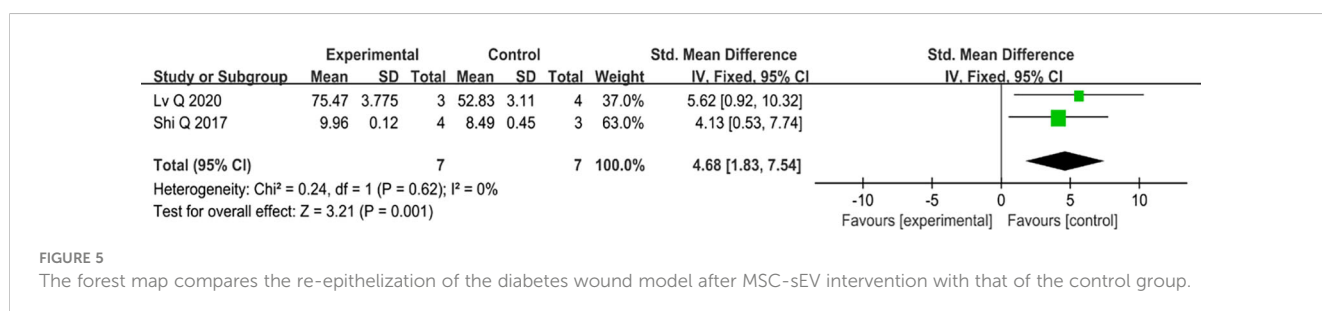 Experimental Control Std. Mean Difference Std. Mean Difference
Study or Subgroup Mean SD Total Mean SD Total Weight IV, Fixed, 95% CI IV, Fixed, 95% CI
Lv Q 2020 75.47 3.775 3 52.83 3.11 4 37.0% 5.62 [0.92, 10.32]
Shi Q 2017 9.96 0.12 4 8.49 0.45 3 63.0% 4.13 [0.53, 7.74]
Total (95% CI) 7 7 100.0% 4.68 [1.83, 7.54]
Heterogeneity: Chi² = 0.24, df = 1 (P = 0.62); I² = 0%
Test for overall effect: Z = 3.21 (P = 0.001)
-10 -5 0 5 10
Favours [experimental] Favours [control]
FIGURE 5
The forest map compares the re-epithelization of the diabetes wound model after MSC-sEV intervention with that of the control group.